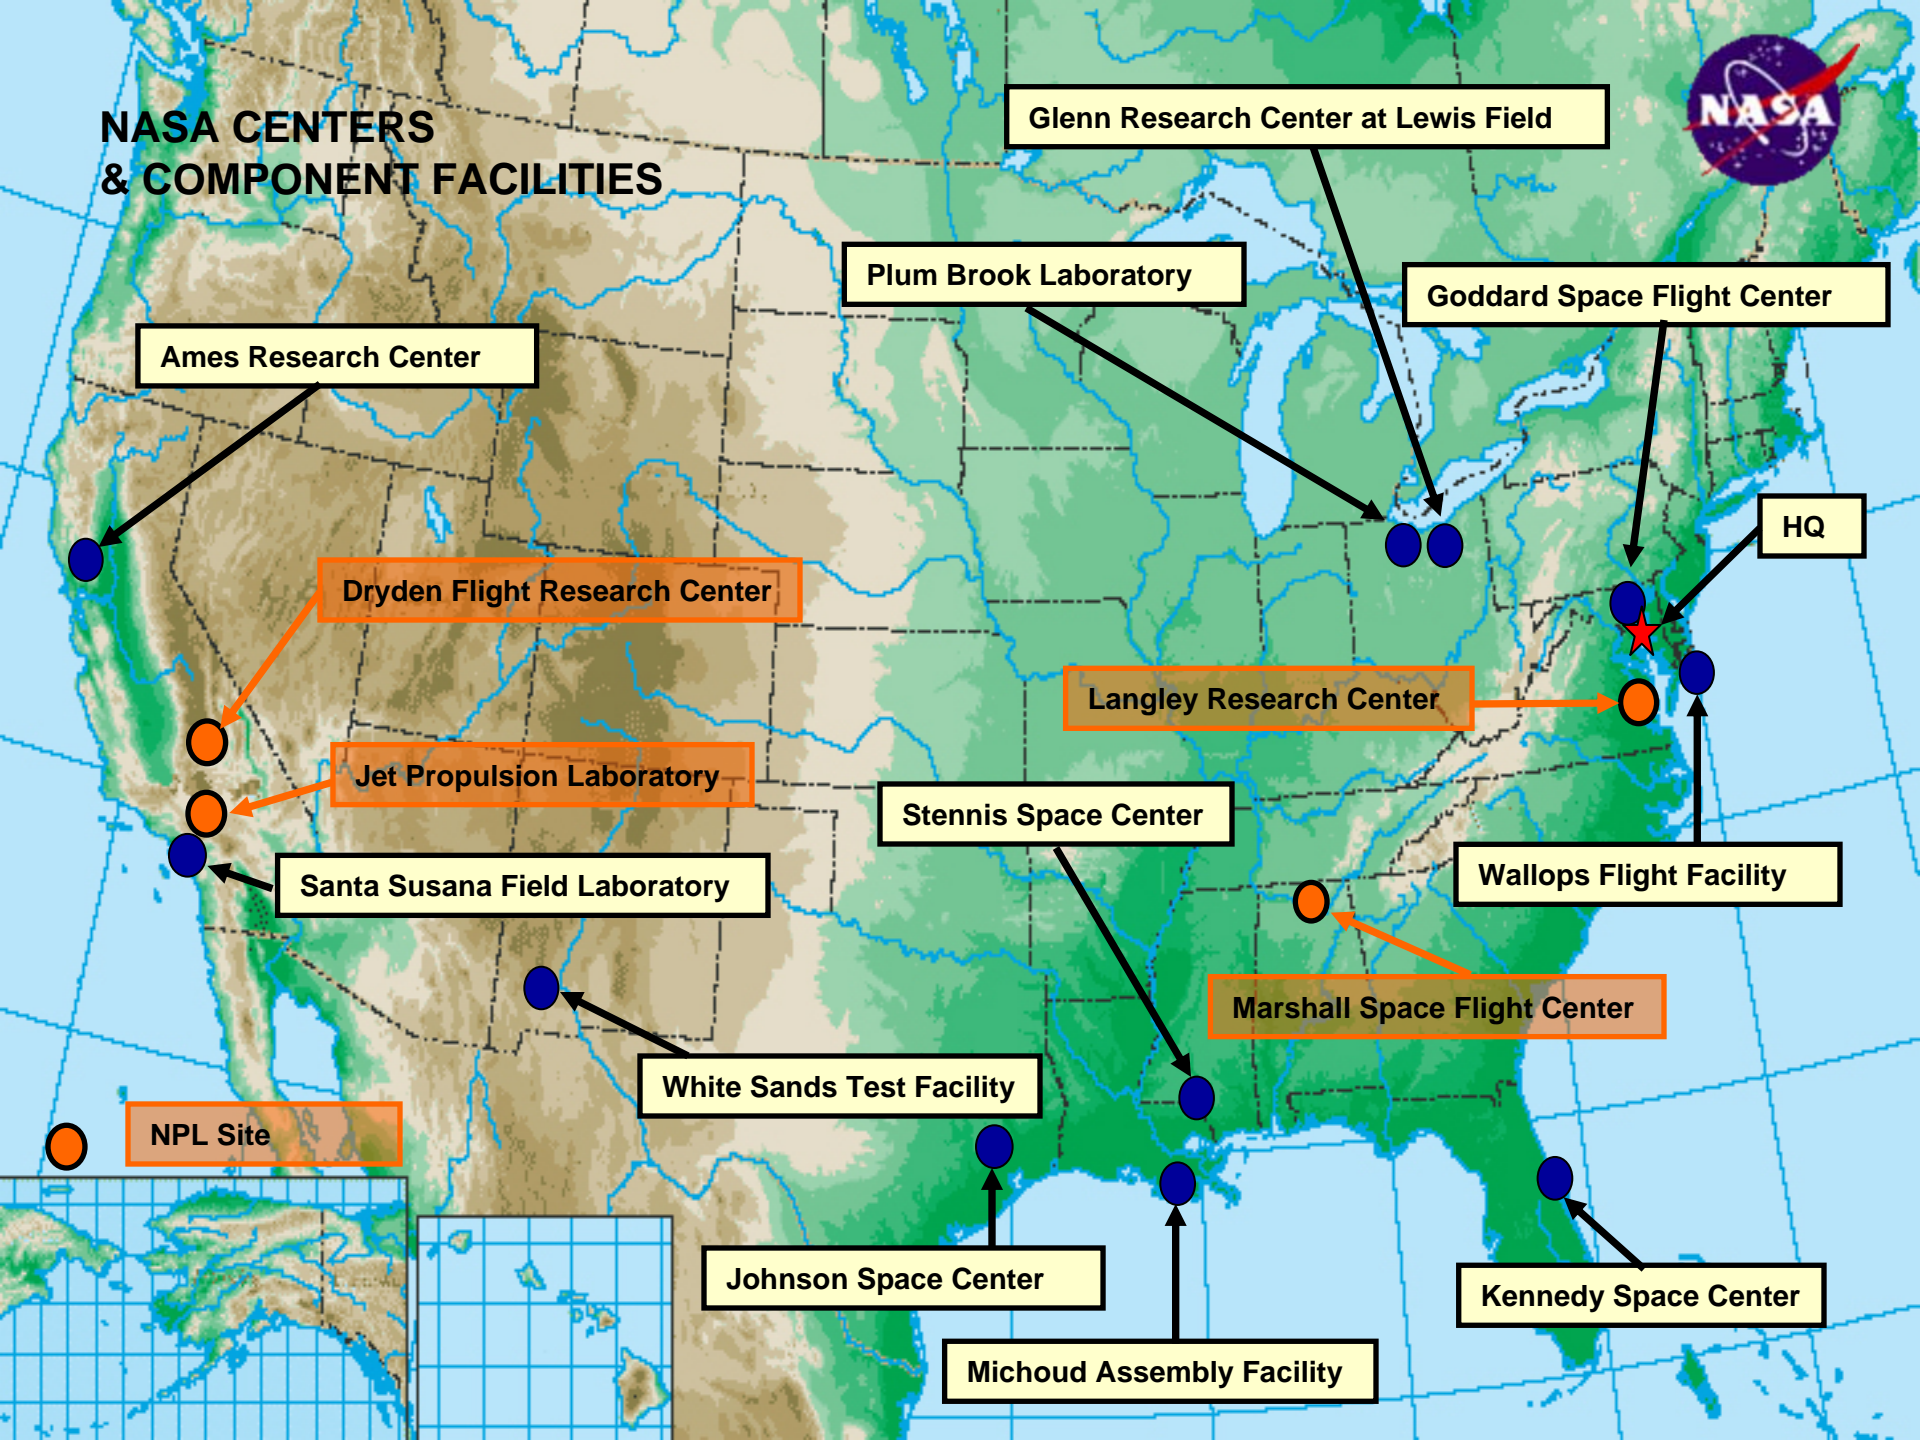 NASA CENTERS
& COMPONENT FACILITIES
Glenn Research Center at Lewis Field
NASA
Plum Brook Laboratory
Goddard Space Flight Center
Ames Research Center
HQ
Dryden Flight Research Center
Langley Research Center
Jet Propulsion Laboratory
Stennis Space Center
Santa Susana Field Laboratory
Wallops Flight Facility
Marshall Space Flight Center
White Sands Test Facility
NPL Site
Johnson Space Center
Kennedy Space Center
Michoud Assembly Facility